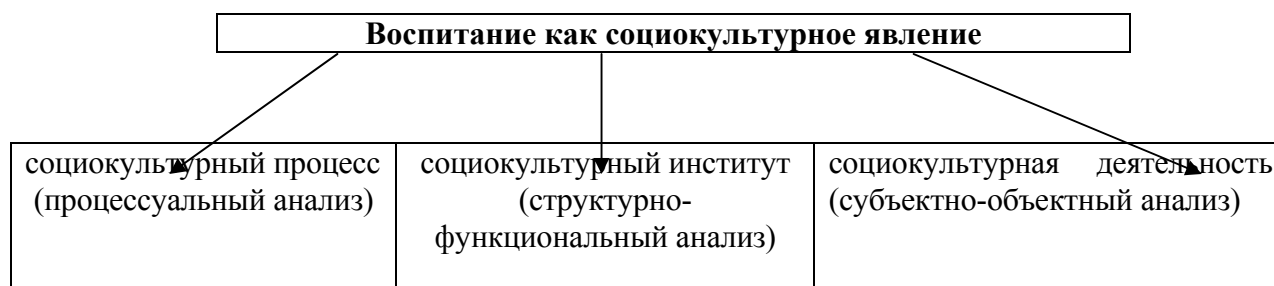 Воспитание как социокультурное явление
социокультурный процесс
(процессуальный анализ)
социокультурный институт
(структурно-
функциональный анализ)
социокультурная деятельность
(субъектно-объектный анализ)